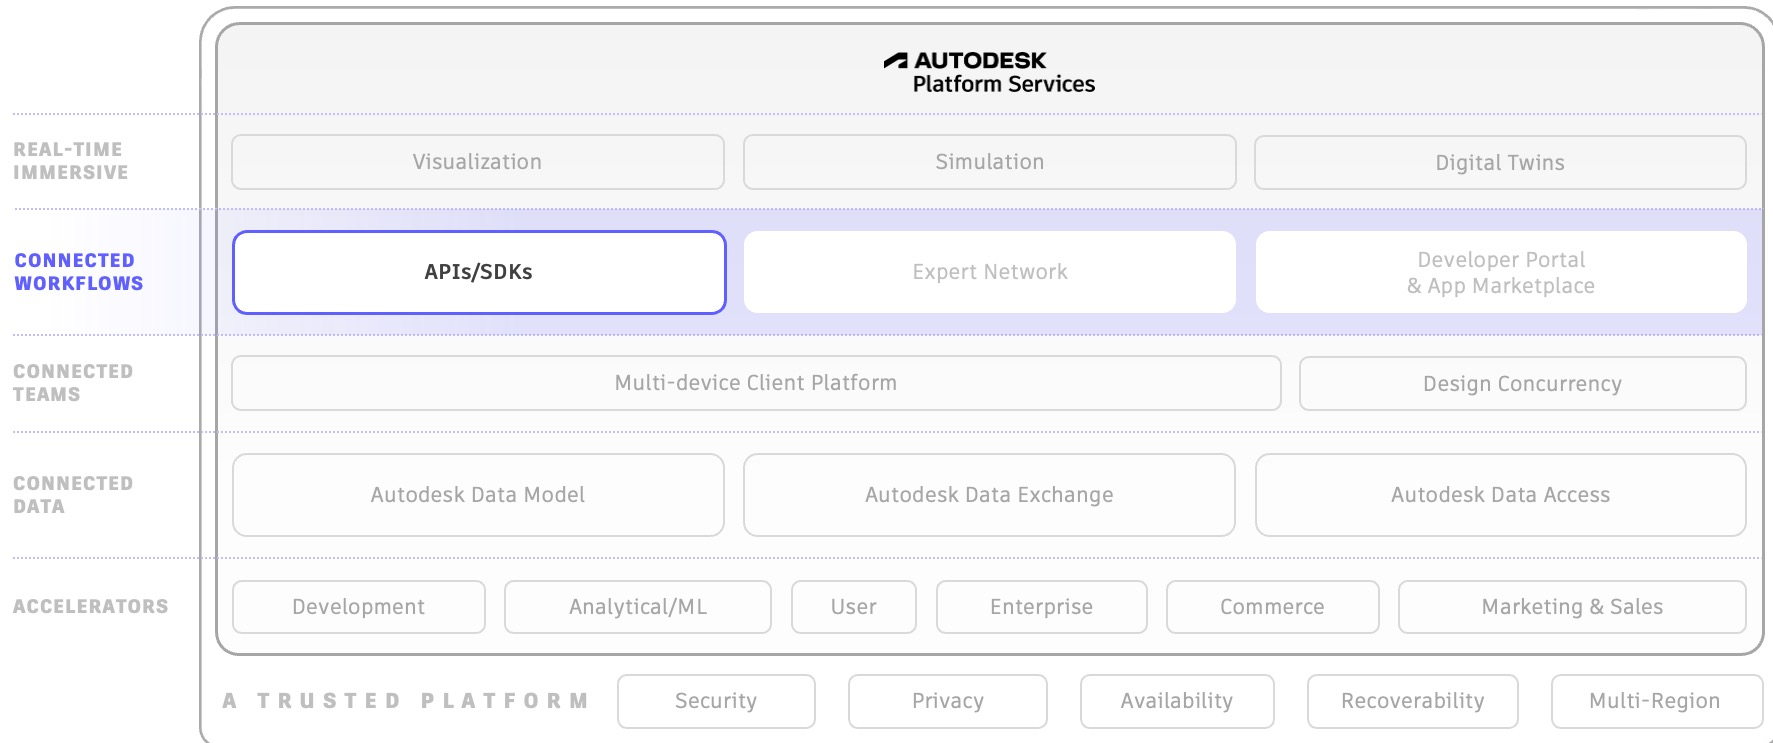 AUTODESK
Platform Services
REAL-TIME
IMMERSIVE
Visualization
Simulation
Digital Twins
CONNECTED
WORKFLOWS
APIs/SDKs
Expert Network
Developer Portal
& App Marketplace
CONNECTED
TEAMS
Multi-device Client Platform
Design Concurrency
CONNECTED
DATA
Autodesk Data Model
Autodesk Data Exchange
Autodesk Data Access
ACCELERATORS
Development
Analytical/ML
User
Enterprise
Commerce
Marketing & Sales
A TRUSTED PLATFORM
Security
Privacy
Availability
Recoverability
Multi-Region